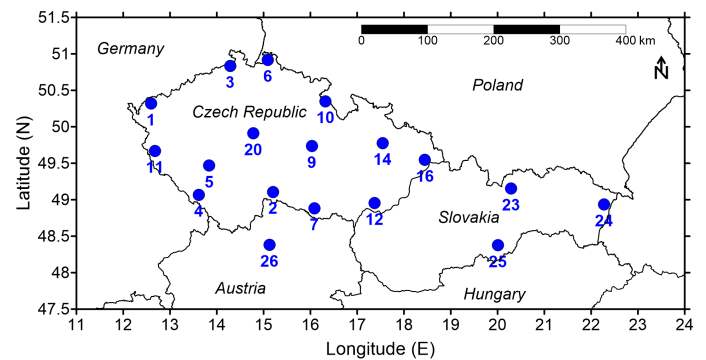 51.5
51
50.5
50
49.5
49
48.5
48
47.5
Latitude (N)
Germany
Poland
Czech Republic
Slovakia
Austria
Hungary
0 100 200 300 400 km
N
3
6
1
10
20
9
14
11
5
16
4
2
7
12
23
24
26
25
11 12 13 14 15 16 17 18 19 20 21 22 23 24
Longitude (E)